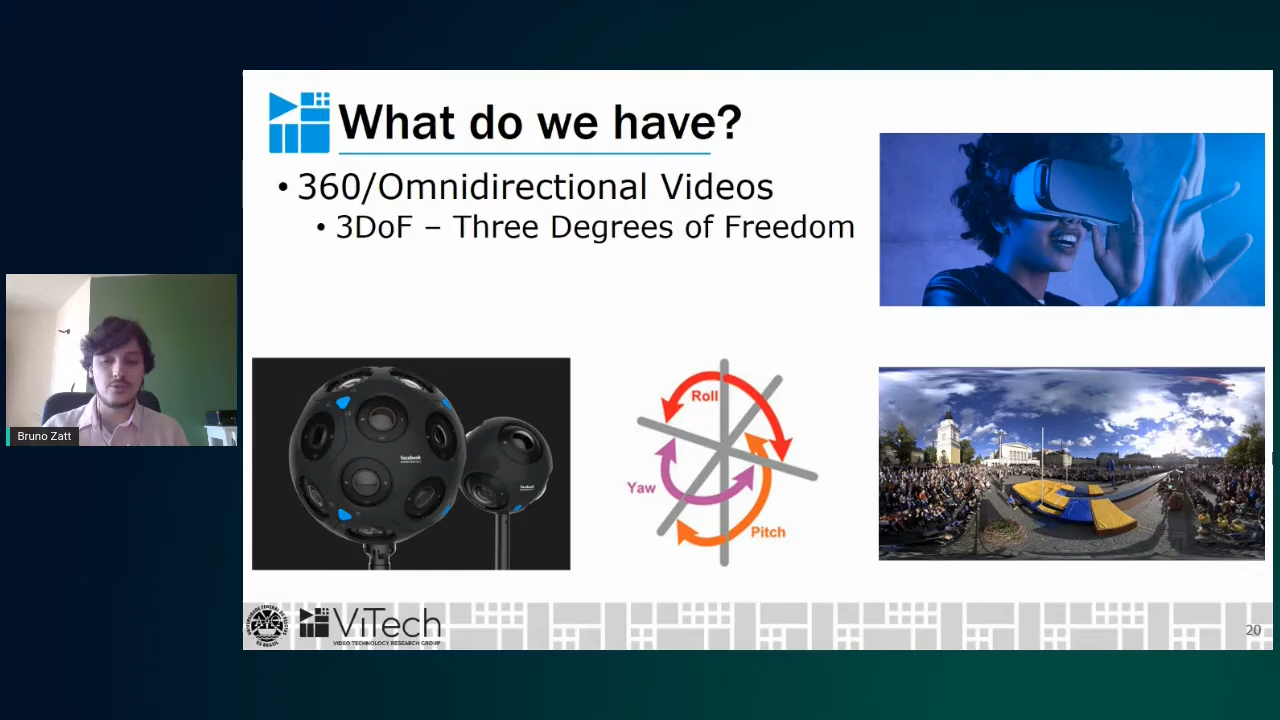 What do we have?
• 360/Omnidirectional Videos
• 3DoF – Three Degrees of Freedom
Bruno Zatt
facebook
Roll
Yaw
Pitch
ViTech
VIDEO TECHNOLOGY RESEARCH GROUP
20